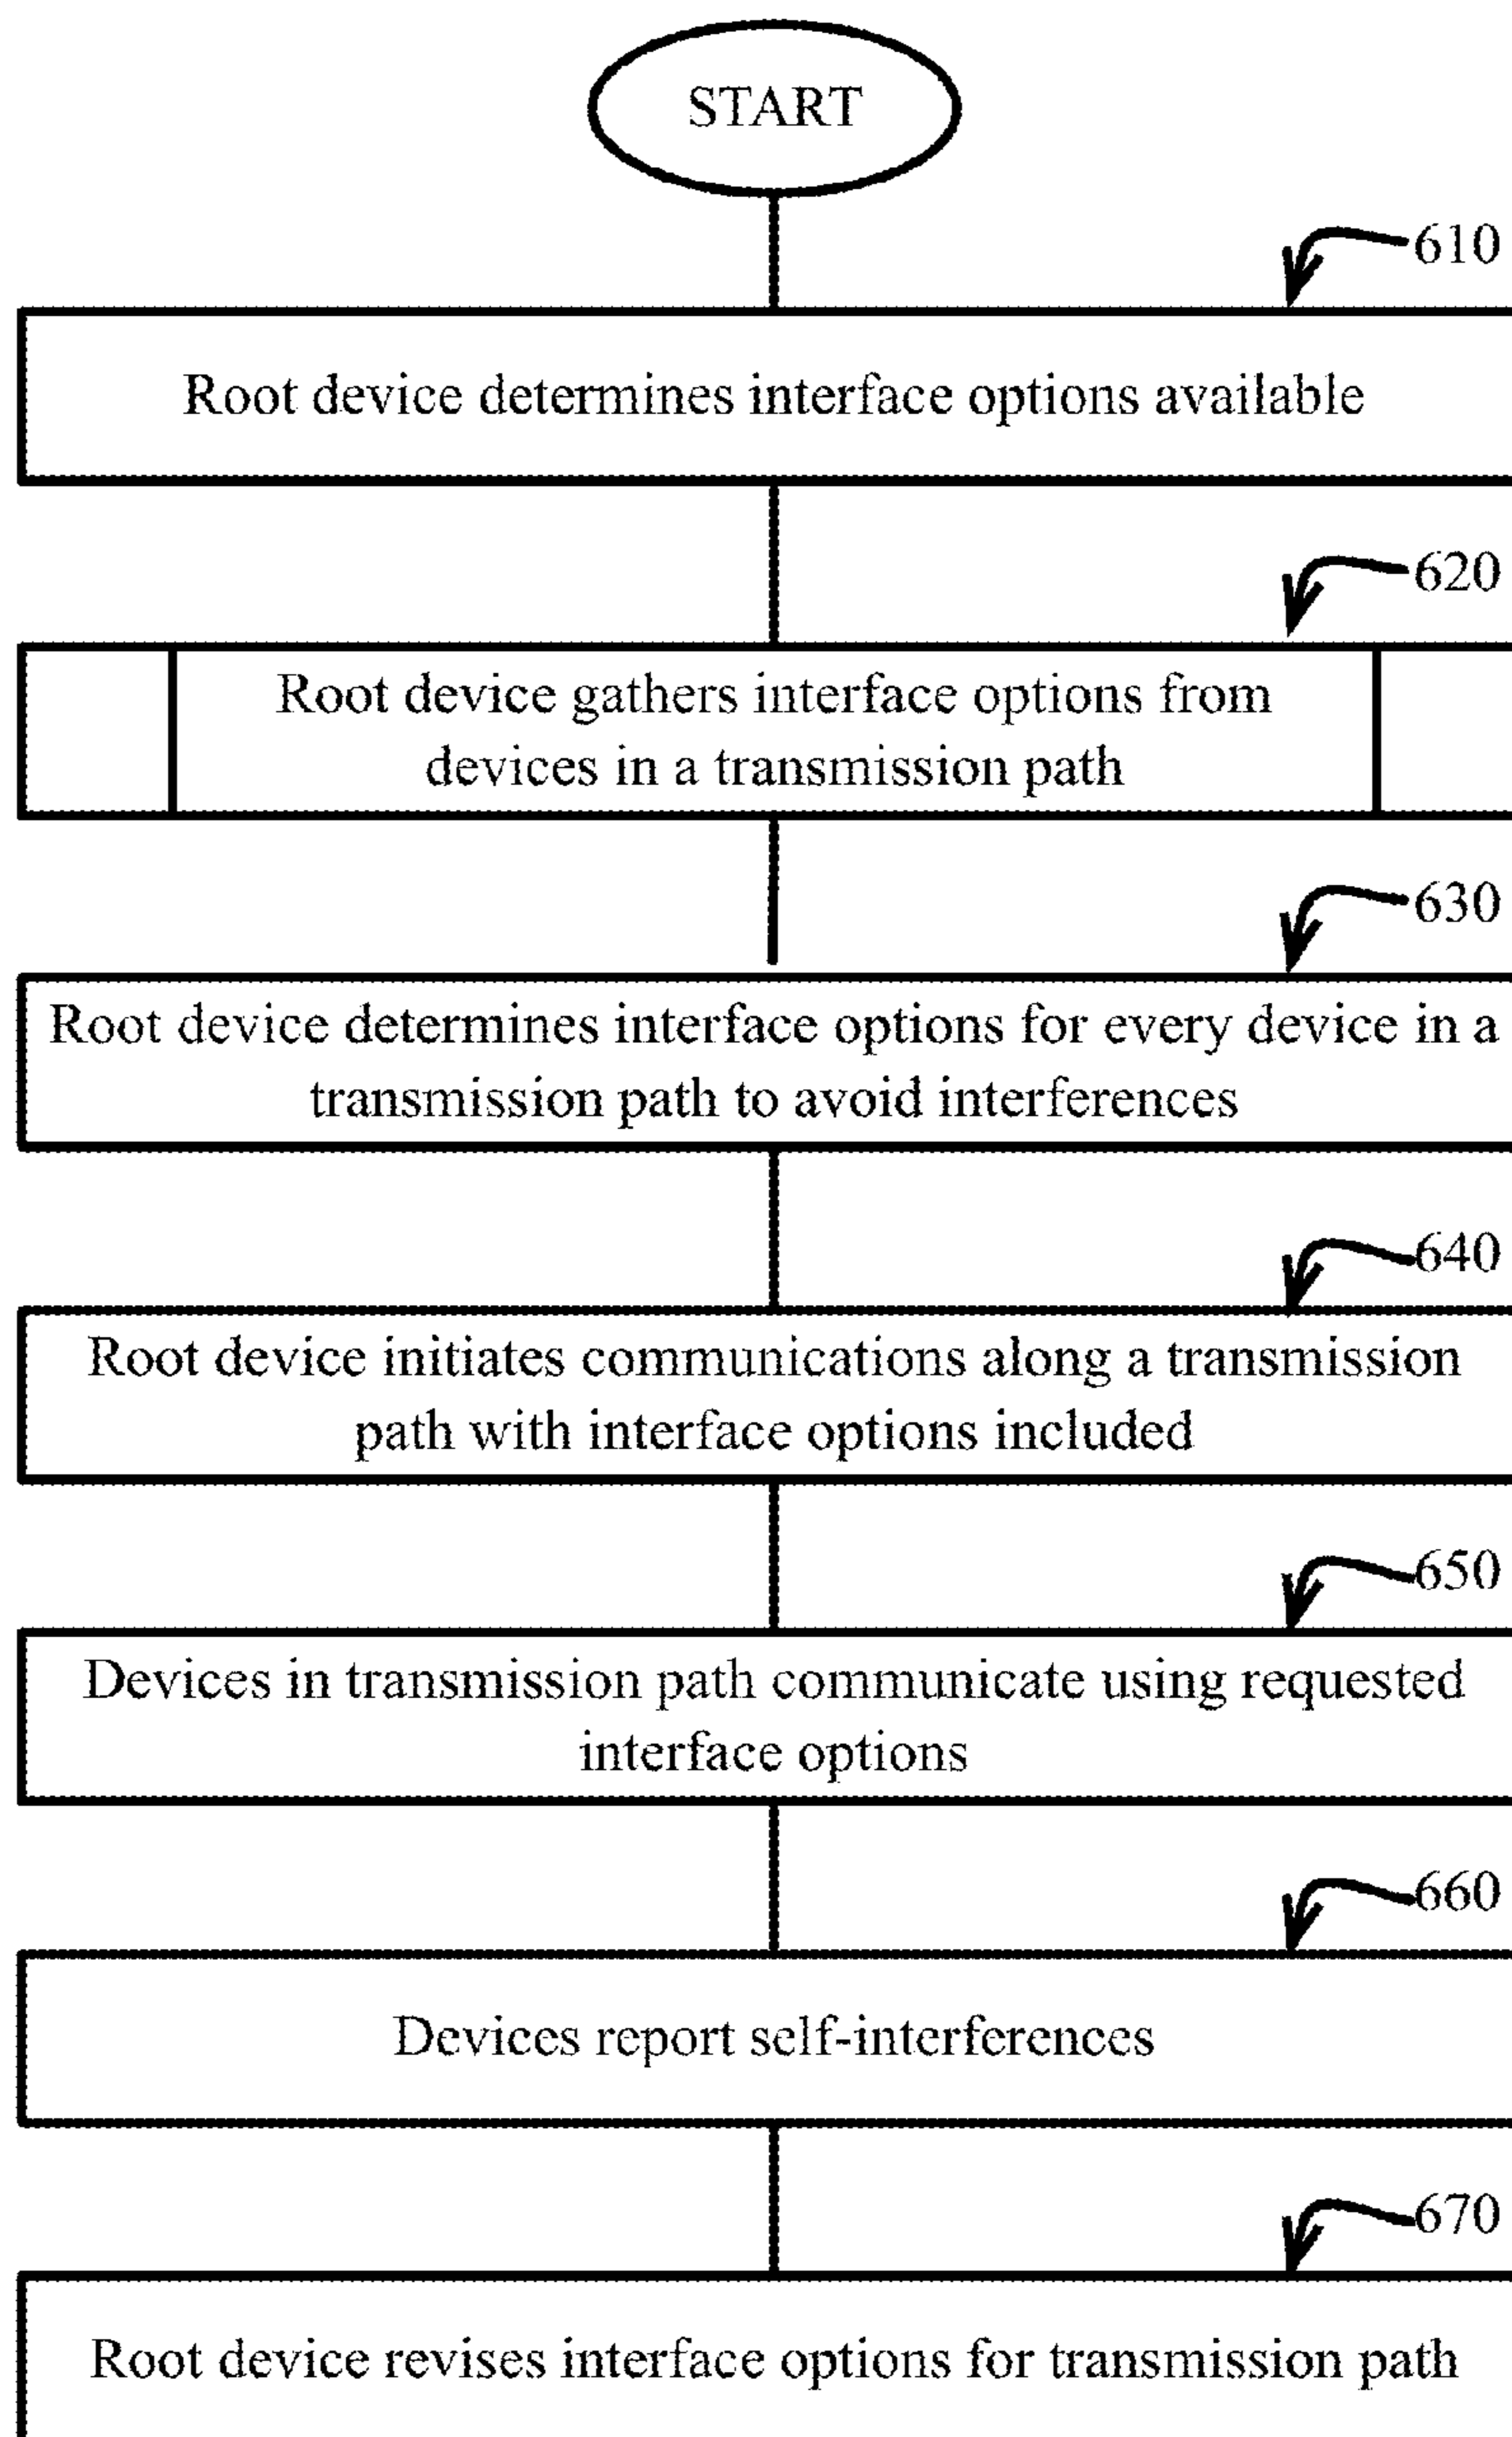 START
610
Root device determines interface options available
620
Root device gathers interface options from
devices in a transmission path
630
Root device determines interface options for every device in a
transmission path to avoid interferences
640
Root device initiates communications along a transmission
path with interface options included
650
Devices in transmission path communicate using requested
interface options
660
Devices report self-interferences
670
Root device revises interface options for transmission path